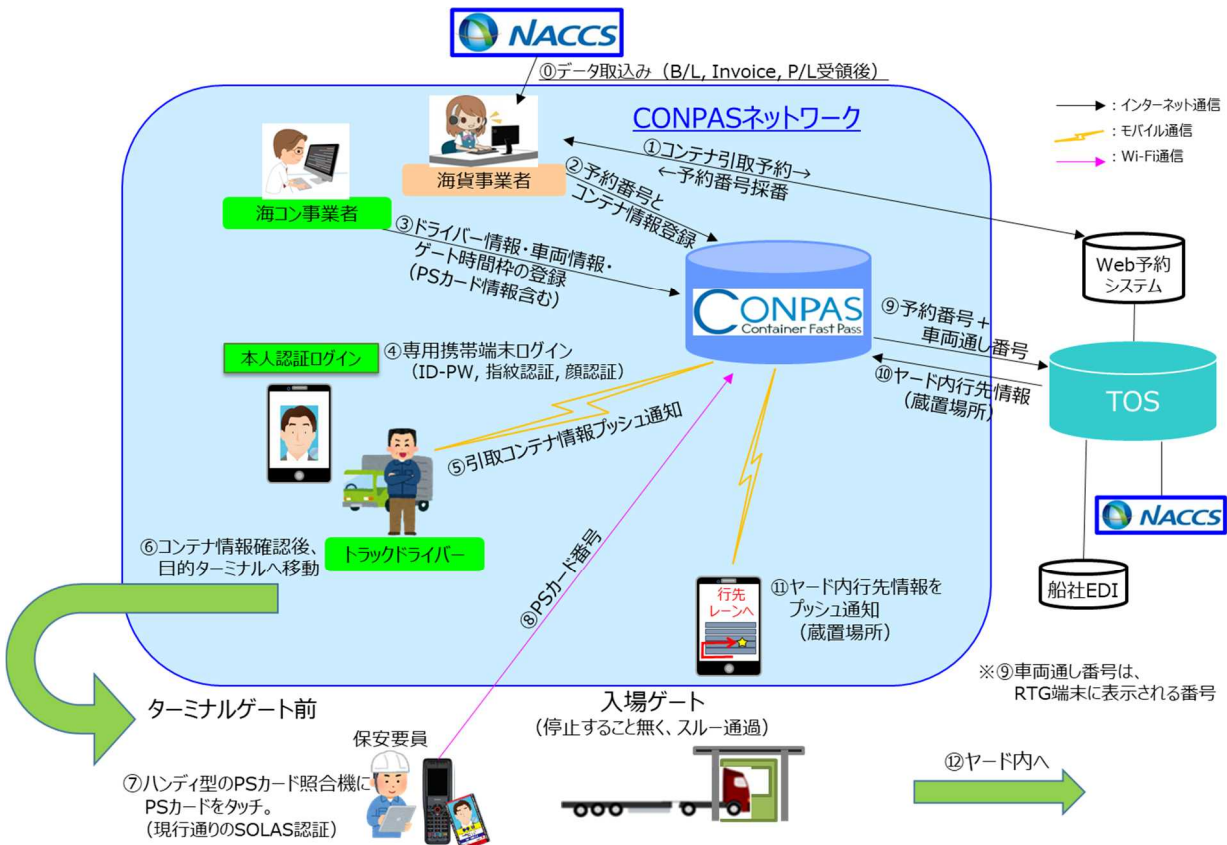 NACCS
⓪データ取込み（B/L, Invoice, P/L受領後）
CONPASネットワーク
→：インターネット通信
：モバイル通信
→：Wi-Fi通信
海貨事業者
海コン事業者
①コンテナ引取予約→
←予約番号採番
②予約番号と
コンテナ情報登録
③ドライバー情報・車両情報・
ゲート時間枠の登録
（PSカード情報含む）
Web予約
システム
CONPAS
Container Fast Pass
⑨予約番号＋
車両通し番号
⑩ヤード内行先情報
（蔵置場所）
TOS
本人認証ログイン
④専用携帯端末ログイン
（ID-PW, 指紋認証, 顔認証）
⑤引取コンテナ情報プッシュ通知
トラックドライバー
⑥コンテナ情報確認後、
目的ターミナルへ移動
⑧PSカード番号
行先
レーンへ
⑪ヤード内行先情報を
プッシュ通知
（蔵置場所）
NACCS
船社EDI
※⑨車両通し番号は、
RTG端末に表示される番号
ターミナルゲート前
入場ゲート
（停止すること無く、スルー通過）
保安要員
⑦ハンディ型のPSカード照合機に
PSカードをタッチ。
（現行通りのSOLAS認証）
⑫ヤード内へ